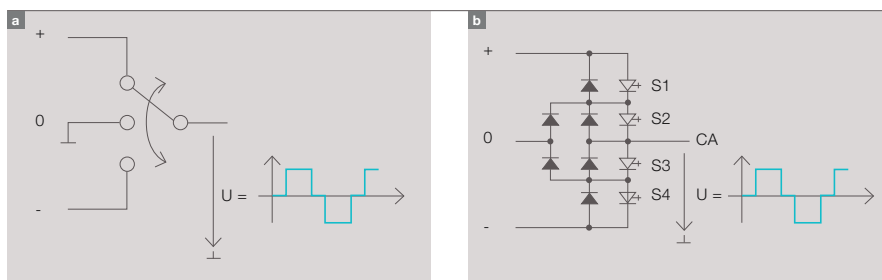 a
+
0
-
U =
b
+
S1
S2
0
CA
S3
S4
U =
-